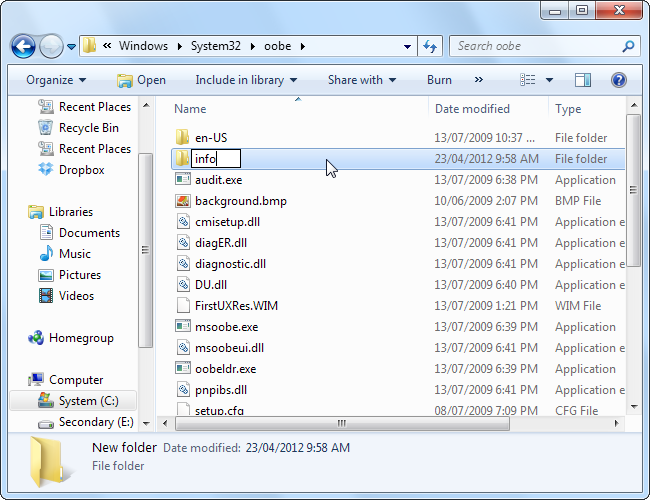 « Windows System32 oobe
Search oobe
Organize Open Include in library Share with Burn »
Recent Places
Recycle Bin
Recent Places
Dropbox
Libraries
Documents
Music
Pictures
Videos
Homegroup
Computer
System (C:)
Secondary (E:)
Name Date modified Type
en-US 13/07/2009 10:37 ... File folder
info 23/04/2012 9:58 AM File folder
audit.exe 13/07/2009 6:38 PM Application
background.bmp 10/06/2009 2:07 PM BMP File
cmisetup.dll 13/07/2009 6:41 PM Application e
diagER.dll 13/07/2009 6:41 PM Application e
diagnostic.dll 13/07/2009 6:41 PM Application e
DU.dll 13/07/2009 6:40 PM Application e
FirstUXRes.WIM 13/07/2009 1:21 PM WIM File
msoobe.exe 13/07/2009 6:39 PM Application
msoobeui.dll 13/07/2009 6:41 PM Application e
oobeldr.exe 13/07/2009 6:39 PM Application
pnpibs.dll 13/07/2009 6:41 PM Application e
setup.cfg 08/07/2009 7:09 PM CFG File
New folder Date modified: 23/04/2012 9:58 AM
File folder